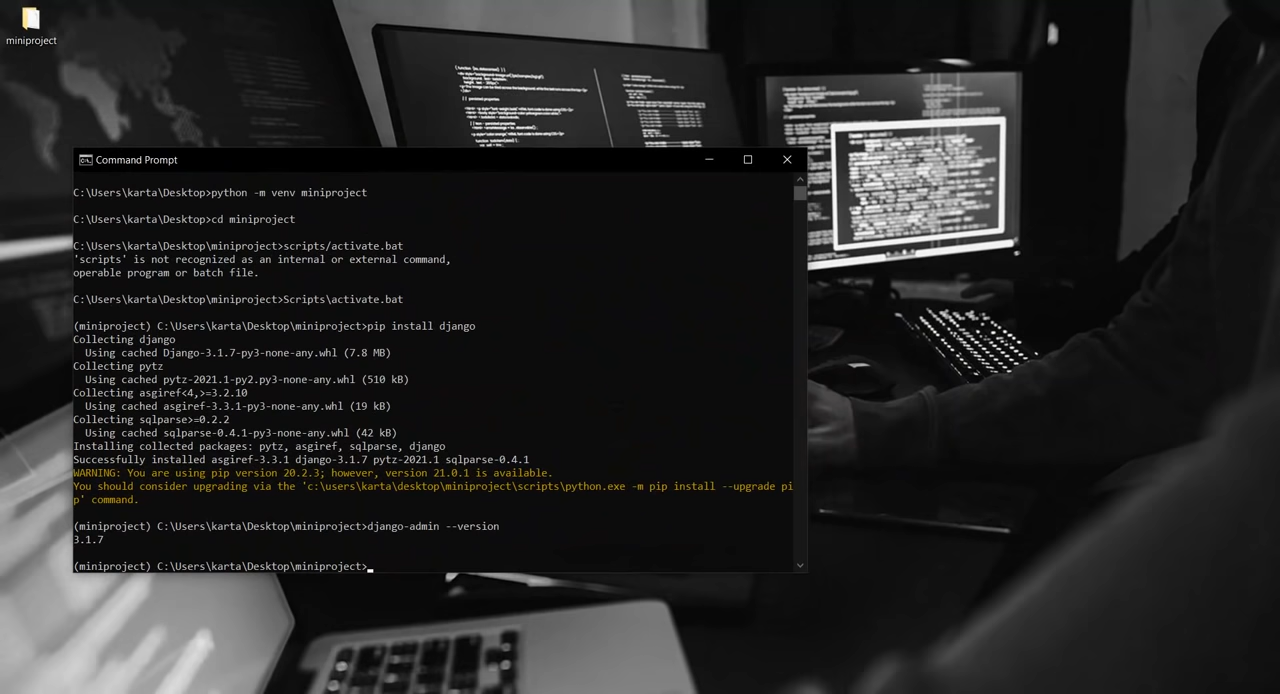 miniproject
Command Prompt
C:\Users\karta\Desktop>python -m venv miniproject
C:\Users\karta\Desktop>cd miniproject
C:\Users\karta\Desktop\miniproject>scripts/activate.bat
'scripts' is not recognized as an internal or external command,
operable program or batch file.
C:\Users\karta\Desktop\miniproject>Scripts\activate.bat
(miniproject) C:\Users\karta\Desktop\miniproject>pip install django
Collecting django
  Using cached Django-3.1.7-py3-none-any.whl (7.8 MB)
Collecting pytz
  Using cached pytz-2021.1-py2.py3-none-any.whl (510 kB)
Collecting asgiref<4,>=3.2.10
  Using cached asgiref-3.3.1-py3-none-any.whl (19 kB)
Collecting sqlparse>=0.2.2
  Using cached sqlparse-0.4.1-py3-none-any.whl (42 kB)
Installing collected packages: pytz, asgiref, sqlparse, django
Successfully installed asgiref-3.3.1 django-3.1.7 pytz-2021.1 sqlparse-0.4.1
WARNING: You are using pip version 20.2.3; however, version 21.0.1 is available.
You should consider upgrading via the 'c:\users\karta\desktop\miniproject\scripts\python.exe -m pip install --upgrade pi
p' command.
(miniproject) C:\Users\karta\Desktop\miniproject>django-admin --version
3.1.7
(miniproject) C:\Users\karta\Desktop\miniproject>